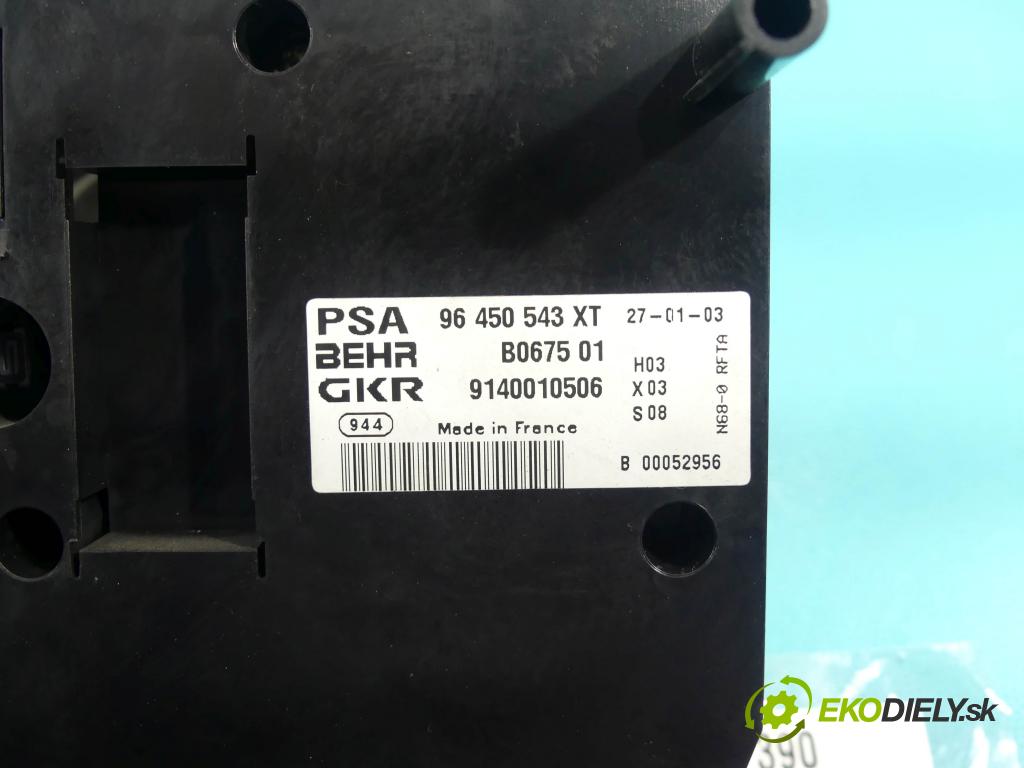 PSA 96 450 543 XT 27-01-03
BEHR B0675 01 H03
GKR 9140010506 X03
S08
N68-0 RFTA
944 Made in France
B 00052956
EKODIELY.sk
390